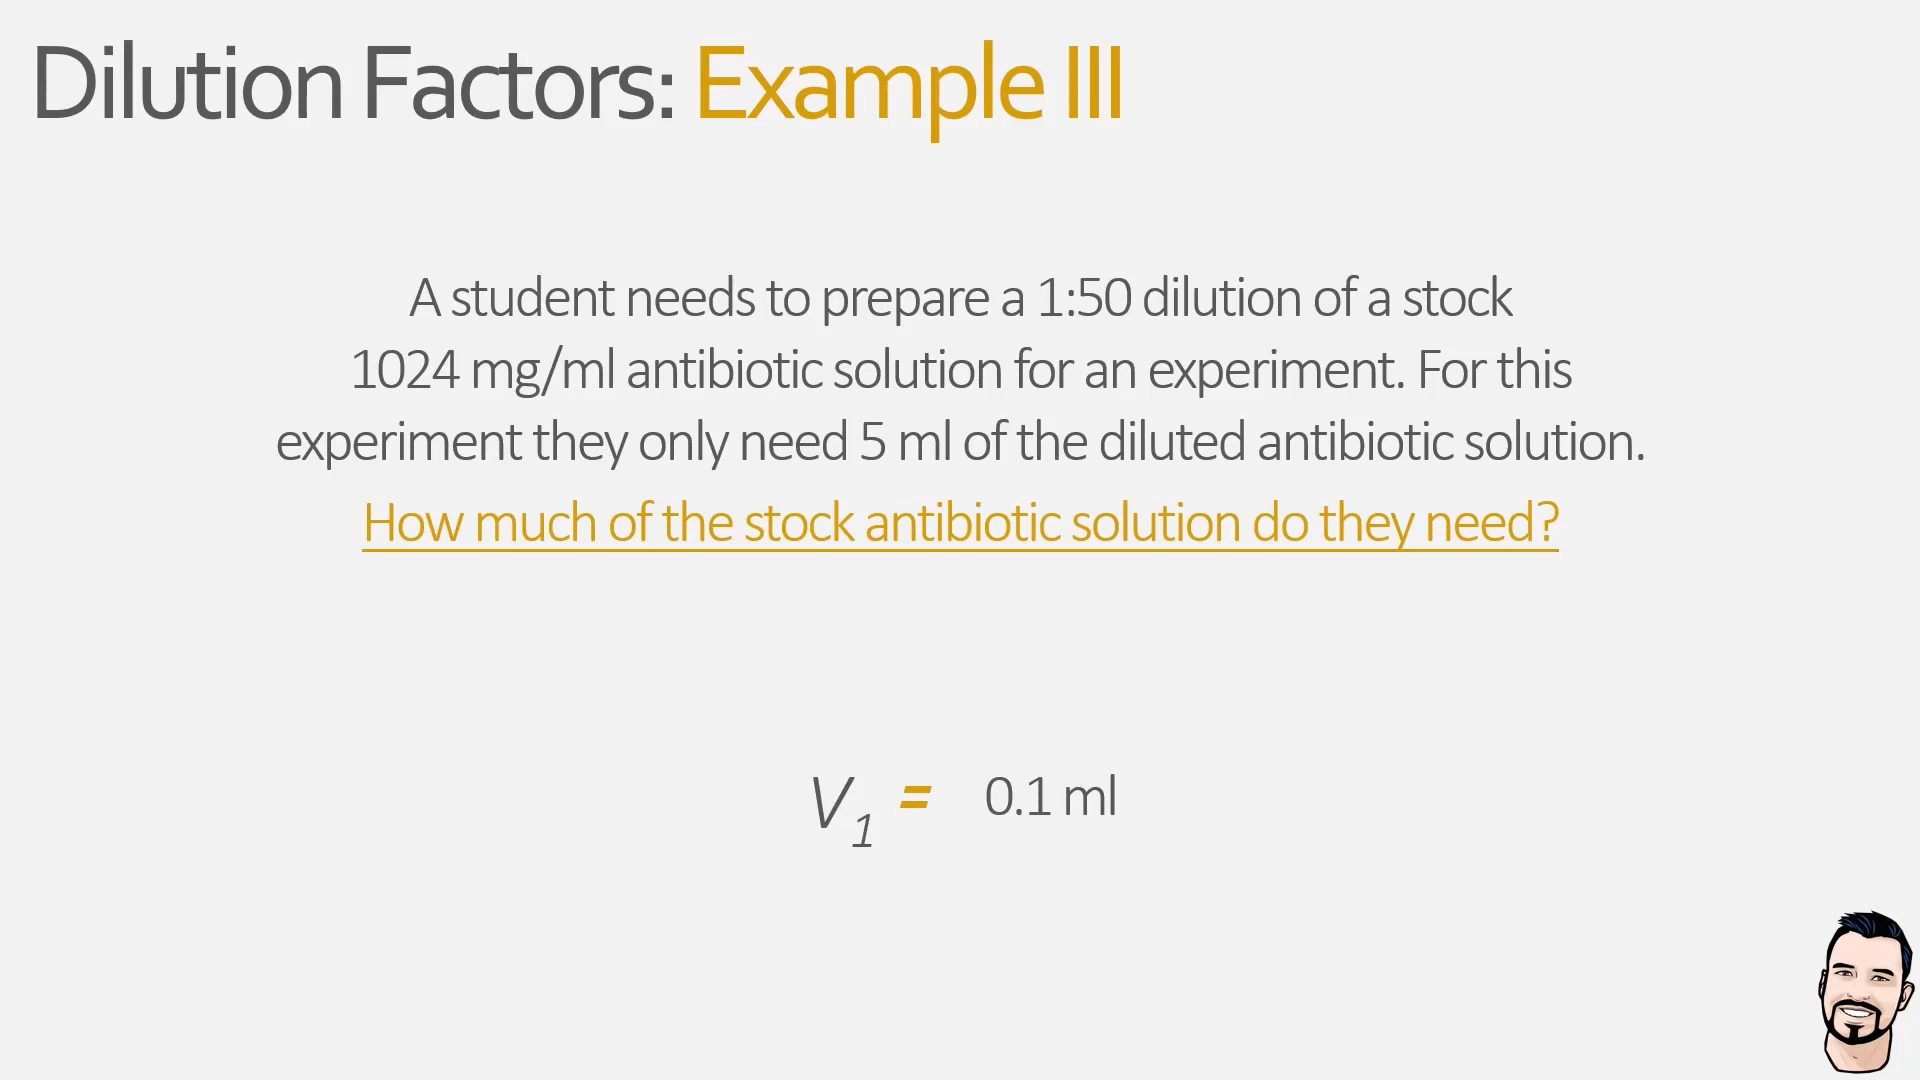 Dilution Factors: Example III
A student needs to prepare a 1:50 dilution of a stock
1024 mg/ml antibiotic solution for an experiment. For this
experiment they only need 5 ml of the diluted antibiotic solution.
How much of the stock antibiotic solution do they need?
V₁ = 0.1 ml